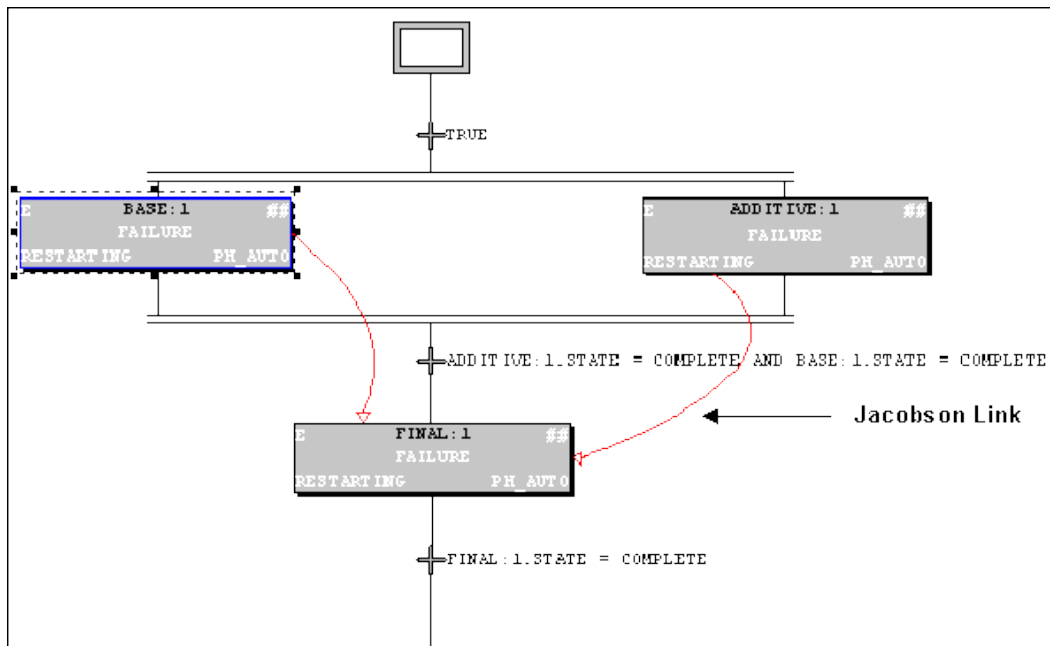 TRUE
E BASE:1 ##
FAILURE
RESTARTING PH_AUTO
E ADDITIVE:1 ##
FAILURE
RESTARTING PH_AUTO
ADDITIVE:1.STATE = COMPLETE AND BASE:1.STATE = COMPLETE
Jacobson Link
E FINAL:1 ##
FAILURE
RESTARTING PH_AUTO
FINAL:1.STATE = COMPLETE